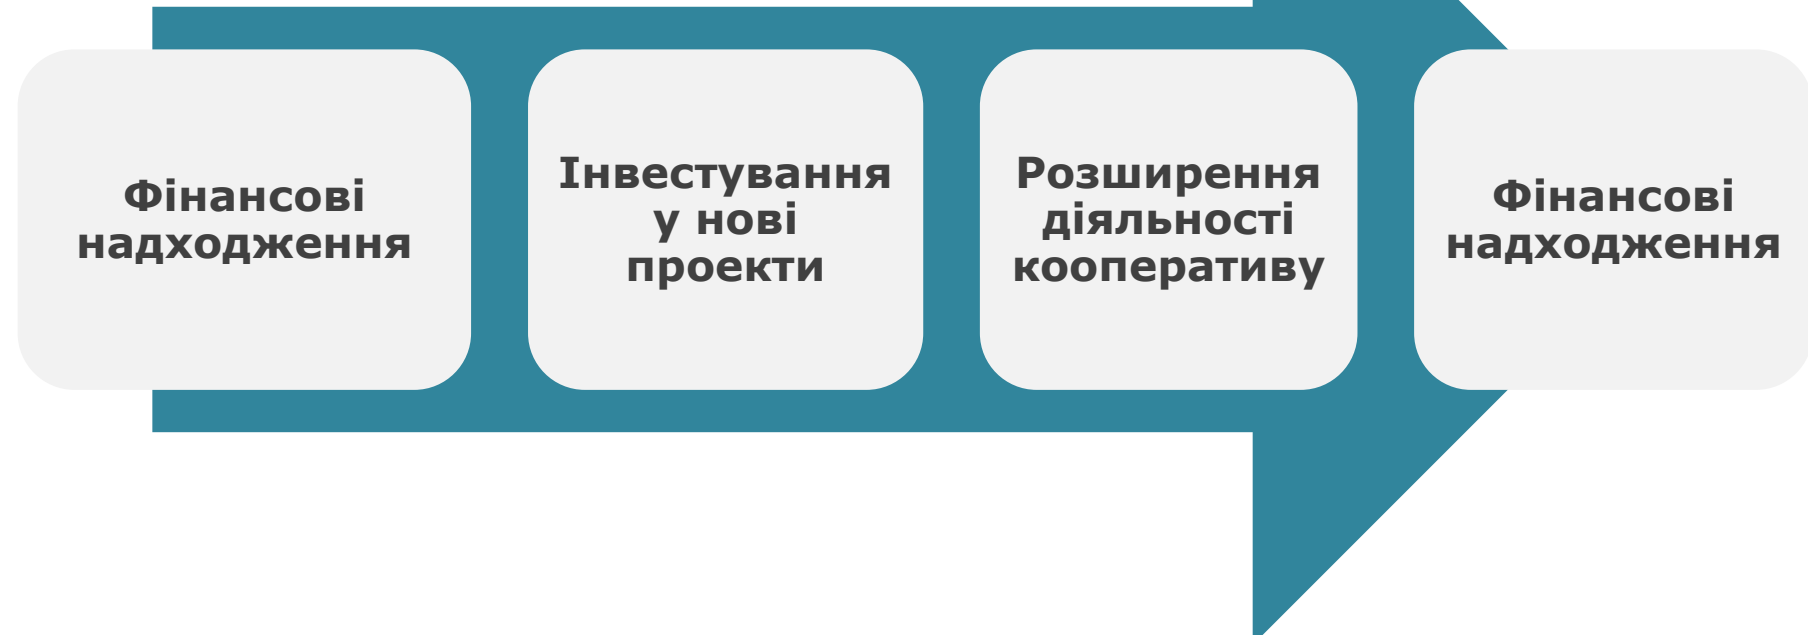 Фінансові
надходження
Інвестування
у нові
проекти
Розширення
діяльності
кооперативу
Фінансові
надходження